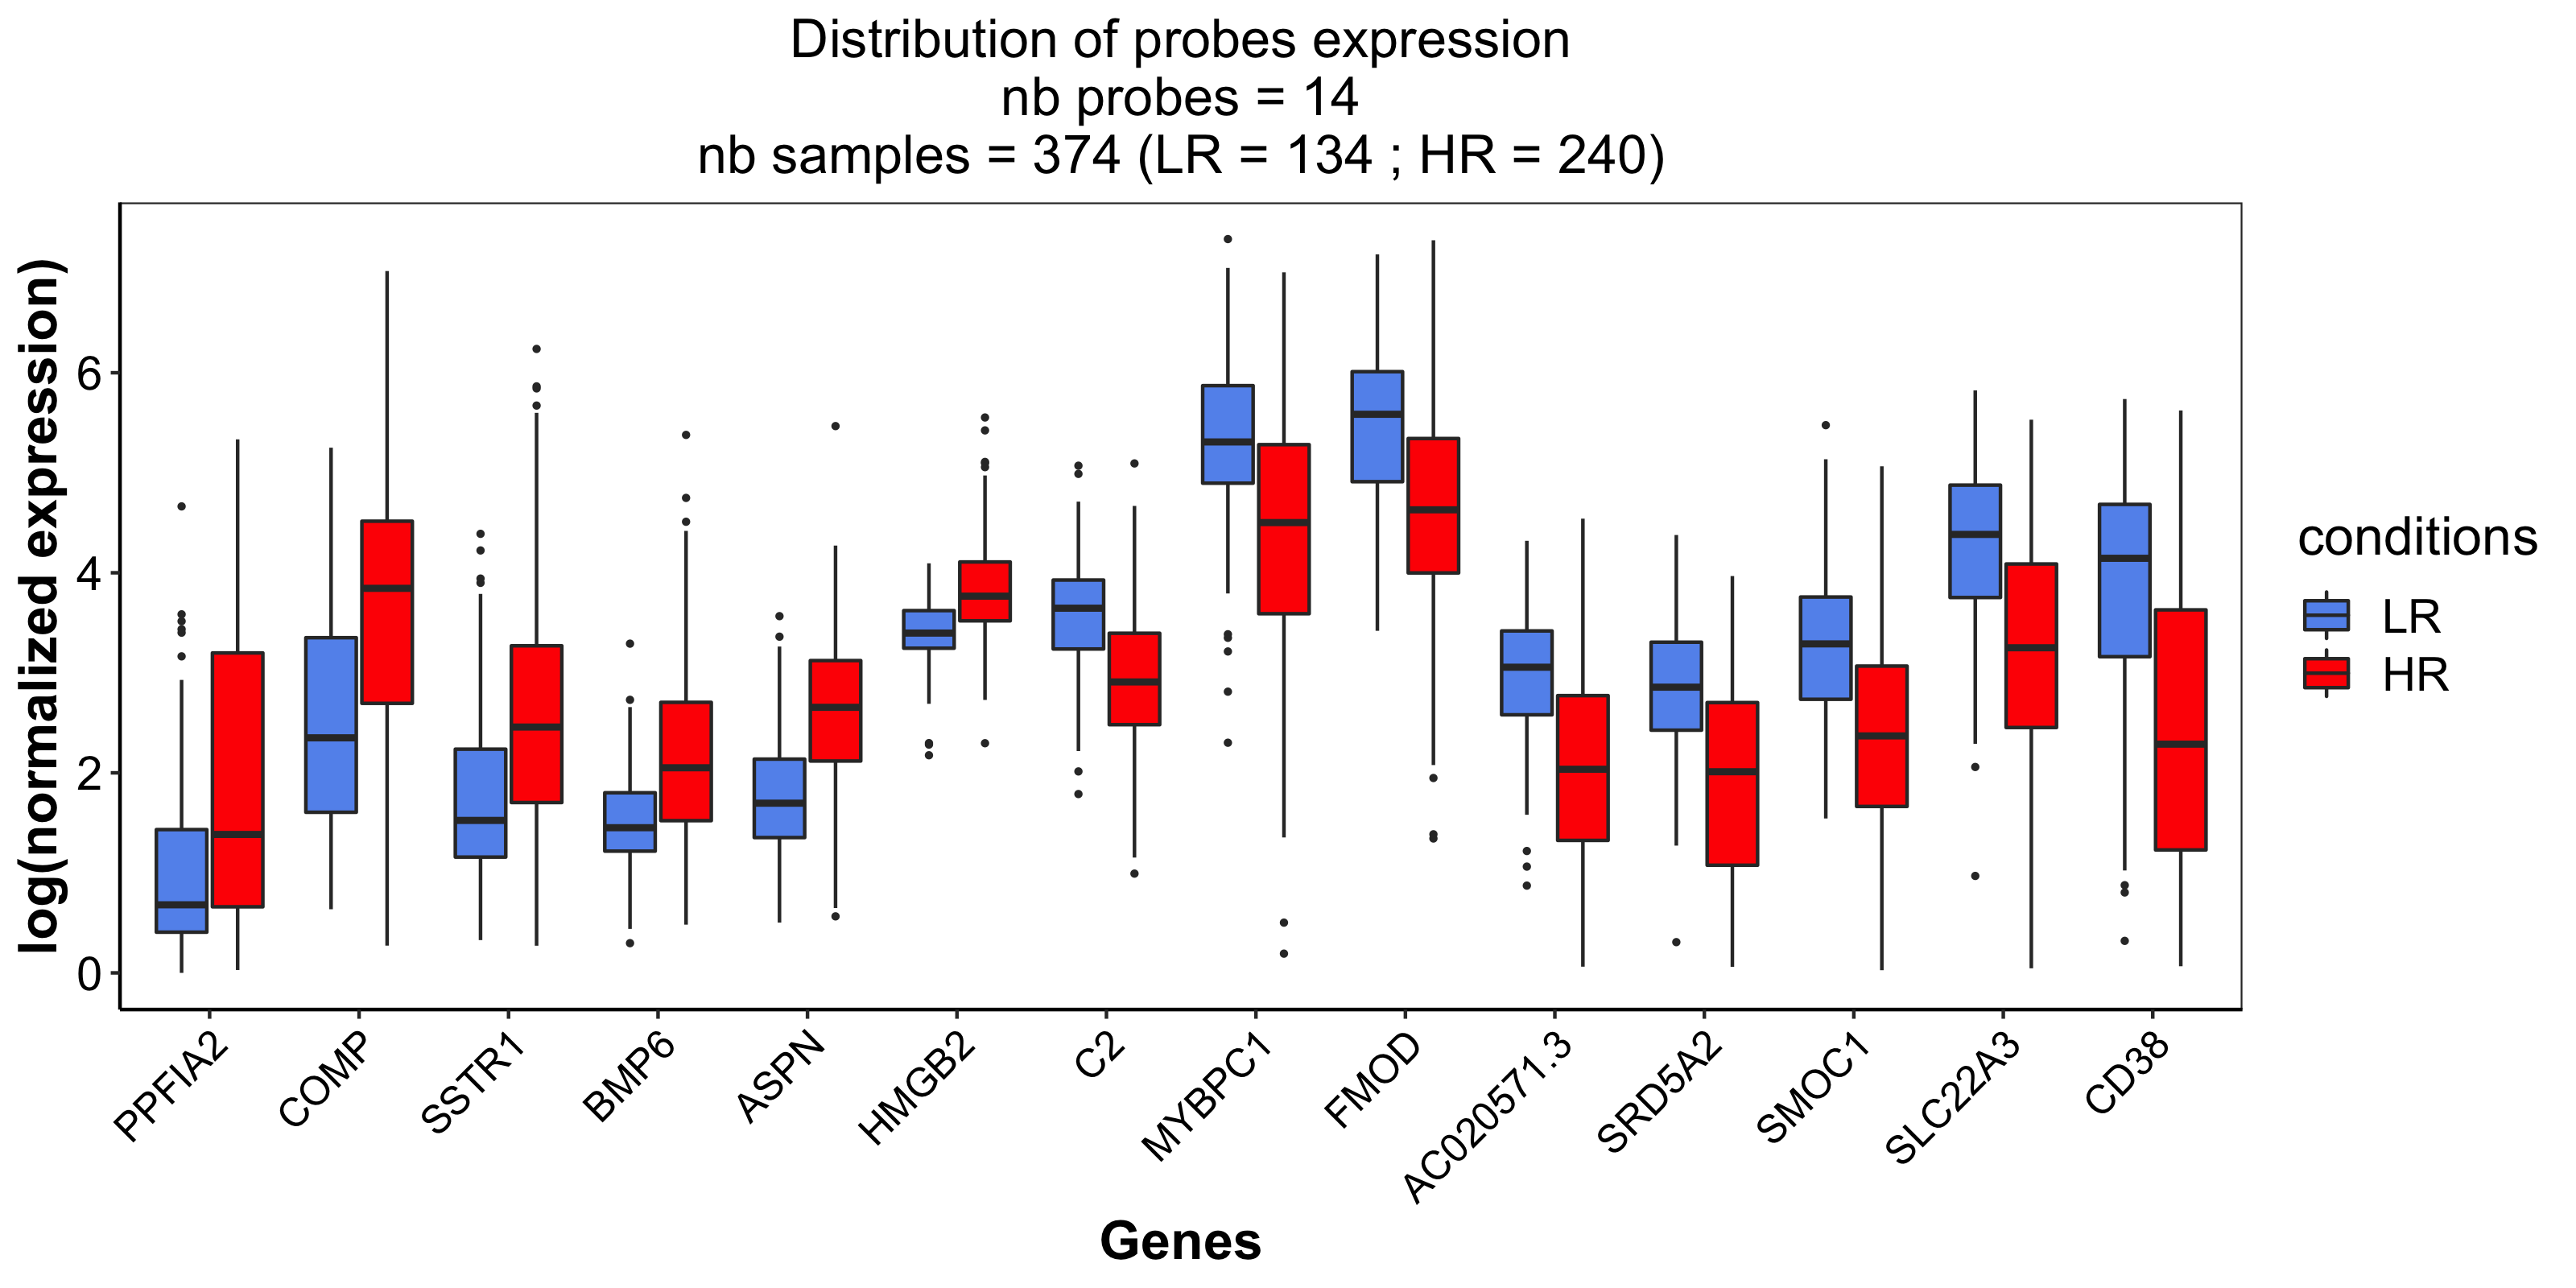 Distribution of probes expression
nb probes = 14
nb samples = 374 (LR = 134 ; HR = 240)
log(normalized expression)
6
4
2
0
PPFIA2
COMP
SSTR1
BMP6
ASPN
HMGB2
C2
MYBPC1
FMOD
AC020571.3
SRD5A2
SMOC1
SLC22A3
CD38
Genes
conditions
LR
HR